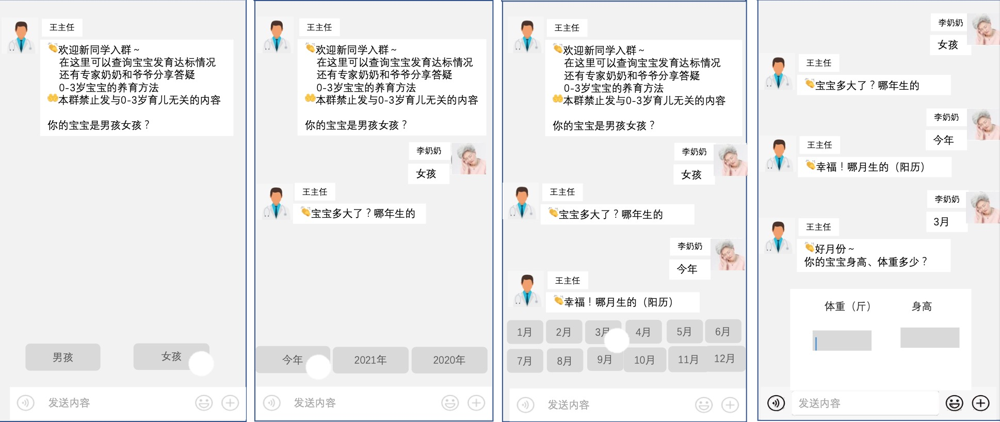 王主任
👏欢迎新同学入群~
在这里可以查询宝宝发育达标情况
还有专家奶奶和爷爷分享答疑
0-3岁宝宝的养育方法
🤲本群禁止发与0-3岁育儿无关的内容
你的宝宝是男孩女孩？
男孩
女孩
发送内容
王主任
👏欢迎新同学入群~
在这里可以查询宝宝发育达标情况
还有专家奶奶和爷爷分享答疑
0-3岁宝宝的养育方法
🤲本群禁止发与0-3岁育儿无关的内容
你的宝宝是男孩女孩？
李奶奶
女孩
王主任
👏宝宝多大了？哪年生的
今年
2021年
2020年
发送内容
王主任
👏欢迎新同学入群~
在这里可以查询宝宝发育达标情况
还有专家奶奶和爷爷分享答疑
0-3岁宝宝的养育方法
🤲本群禁止发与0-3岁育儿无关的内容
你的宝宝是男孩女孩？
李奶奶
女孩
王主任
👏宝宝多大了？哪年生的
李奶奶
今年
王主任
👏幸福！哪月生的（阳历）
1月
2月
3月
4月
5月
6月
7月
8月
9月
10月
11月
12月
发送内容
李奶奶
女孩
王主任
👏宝宝多大了？哪年生的
李奶奶
今年
王主任
👏幸福！哪月生的（阳历）
李奶奶
3月
王主任
👏好月份~
你的宝宝身高、体重多少？
体重（斤）
身高
发送内容